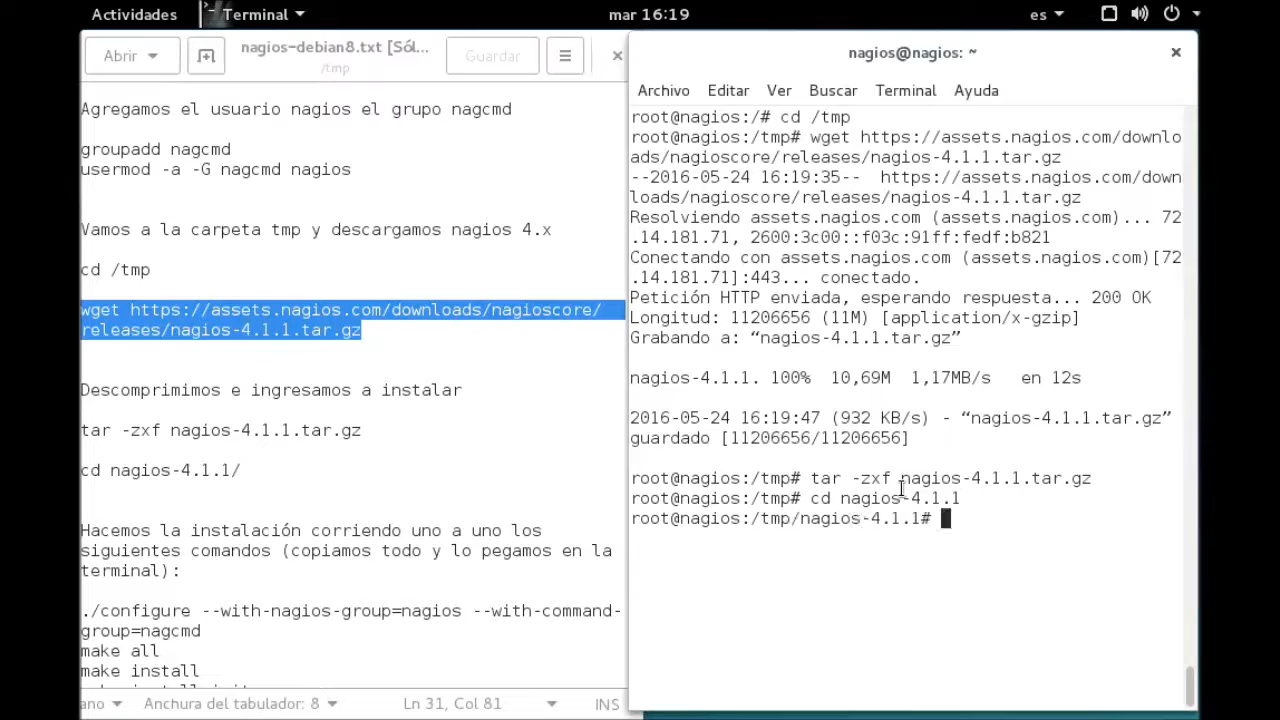 Actividades
Terminal
mar 16:19
es
Abrir
nagios-debian8.txt [Sól...
/tmp
Guardar
Agregamos el usuario nagios el grupo nagcmd
groupadd nagcmd
usermod -a -G nagcmd nagios
Vamos a la carpeta tmp y descargamos nagios 4.x
cd /tmp
wget https://assets.nagios.com/downloads/nagioscore/
releases/nagios-4.1.1.tar.gz
Descomprimimos e ingresamos a instalar
tar -zxf nagios-4.1.1.tar.gz
cd nagios-4.1.1/
Hacemos la instalación corriendo uno a uno los
siguientes comandos (copiamos todo y lo pegamos en la
terminal):
./configure --with-nagios-group=nagios --with-command-
group=nagcmd
make all
make install
ano
Anchura del tabulador: 8
Ln 31, Col 81
INS
nagios@nagios: ~
Archivo Editar Ver Buscar Terminal Ayuda
root@nagios:/# cd /tmp
root@nagios:/tmp# wget https://assets.nagios.com/downlo
ads/nagioscore/releases/nagios-4.1.1.tar.gz
--2016-05-24 16:19:35-- https://assets.nagios.com/down
loads/nagioscore/releases/nagios-4.1.1.tar.gz
Resolviendo assets.nagios.com (assets.nagios.com)... 72
.14.181.71, 2600:3c00::f03c:91ff:fedf:b821
Conectando con assets.nagios.com (assets.nagios.com)[72
.14.181.71]:443... conectado.
Petición HTTP enviada, esperando respuesta... 200 OK
Longitud: 11206656 (11M) [application/x-gzip]
Grabando a: “nagios-4.1.1.tar.gz”
nagios-4.1.1. 100% 10,69M 1,17MB/s en 12s
2016-05-24 16:19:47 (932 KB/s) - “nagios-4.1.1.tar.gz”
guardado [11206656/11206656]
root@nagios:/tmp# tar -zxf nagios-4.1.1.tar.gz
root@nagios:/tmp# cd nagios-4.1.1
root@nagios:/tmp/nagios-4.1.1#